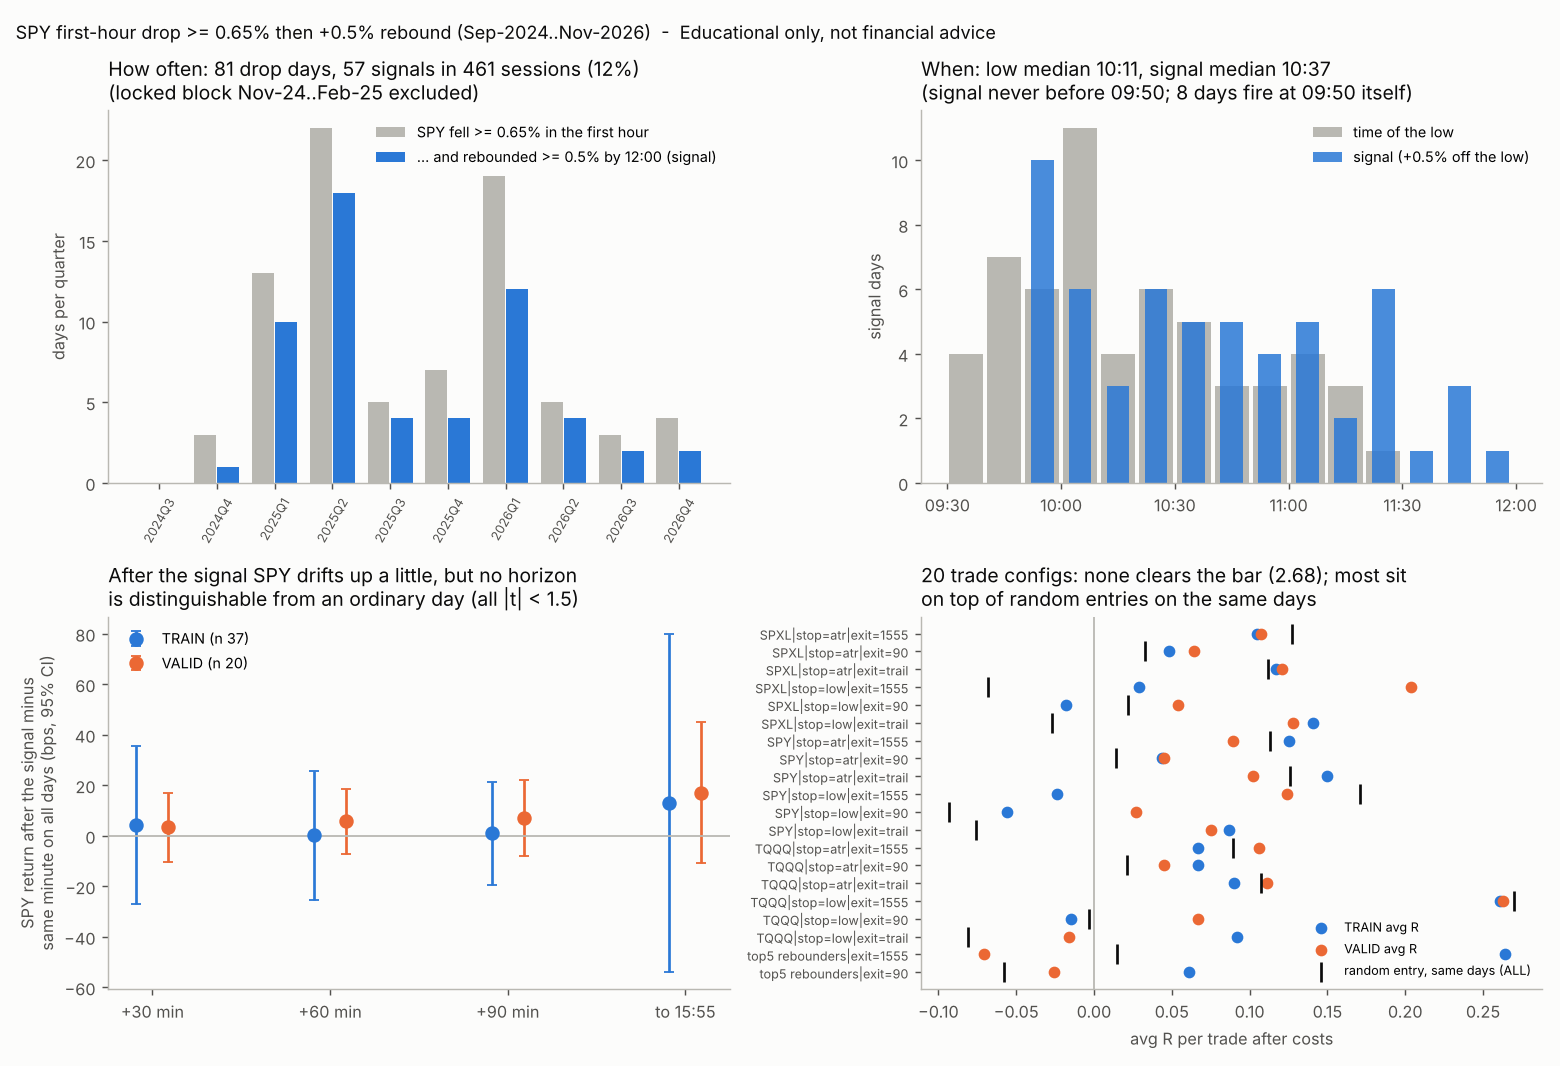 SPY first-hour drop >= 0.65% then +0.5% rebound (Sep-2024..Nov-2026)  -  Educational only, not financial advice
How often: 81 drop days, 57 signals in 461 sessions (12%)
(locked block Nov-24..Feb-25 excluded)
SPY fell >= 0.65% in the first hour
... and rebounded >= 0.5% by 12:00 (signal)
days per quarter
20
15
10
5
0
2024Q3
2024Q4
2025Q1
2025Q2
2025Q3
2025Q4
2026Q1
2026Q2
2026Q3
2026Q4
When: low median 10:11, signal median 10:37
(signal never before 09:50; 8 days fire at 09:50 itself)
time of the low
signal (+0.5% off the low)
signal days
10
8
6
4
2
0
09:30
10:00
10:30
11:00
11:30
12:00
After the signal SPY drifts up a little, but no horizon
is distinguishable from an ordinary day (all |t| < 1.5)
TRAIN (n 37)
VALID (n 20)
SPY return after the signal minus
same minute on all days (bps, 95% CI)
80
60
40
20
0
−20
−40
−60
+30 min
+60 min
+90 min
to 15:55
20 trade configs: none clears the bar (2.68); most sit
on top of random entries on the same days
SPXL|stop=atr|exit=1555
SPXL|stop=atr|exit=90
SPXL|stop=atr|exit=trail
SPXL|stop=low|exit=1555
SPXL|stop=low|exit=90
SPXL|stop=low|exit=trail
SPY|stop=atr|exit=1555
SPY|stop=atr|exit=90
SPY|stop=atr|exit=trail
SPY|stop=low|exit=1555
SPY|stop=low|exit=90
SPY|stop=low|exit=trail
TQQQ|stop=atr|exit=1555
TQQQ|stop=atr|exit=90
TQQQ|stop=atr|exit=trail
TQQQ|stop=low|exit=1555
TQQQ|stop=low|exit=90
TQQQ|stop=low|exit=trail
top5 rebounders|exit=1555
top5 rebounders|exit=90
TRAIN avg R
VALID avg R
random entry, same days (ALL)
−0.10
−0.05
0.00
0.05
0.10
0.15
0.20
0.25
avg R per trade after costs